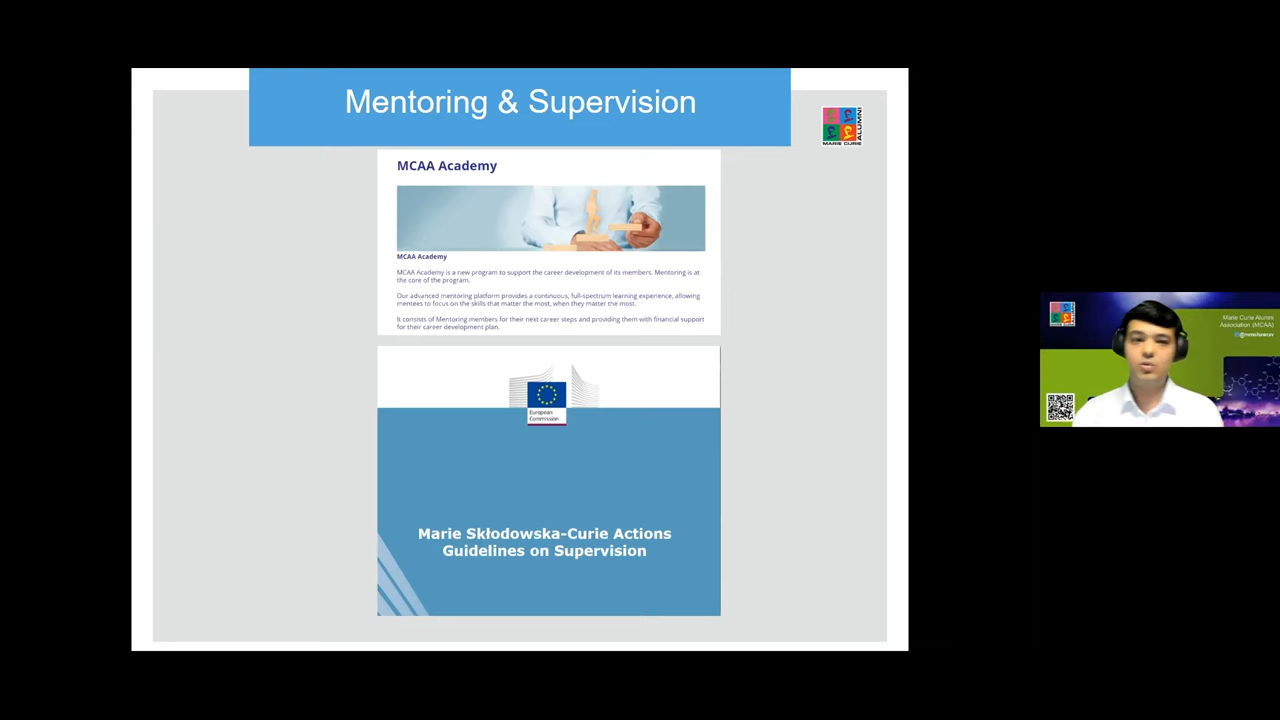 Mentoring & Supervision
MARIE CURIE
ALUMNI
MCAA Academy
MCAA Academy
MCAA Academy is a new program to support the career development of its members. Mentoring is at
the core of the program.
Our advanced mentoring platform provides a continuous, full-spectrum learning experience, allowing
mentees to focus on the skills that matter the most, when they matter the most.
It consists of Mentoring members for their next career steps and providing them with financial support
for their career development plan.
European
Commission
Marie Skłodowska-Curie Actions
Guidelines on Supervision
Marie Curie Alumni
Association (MCAA)